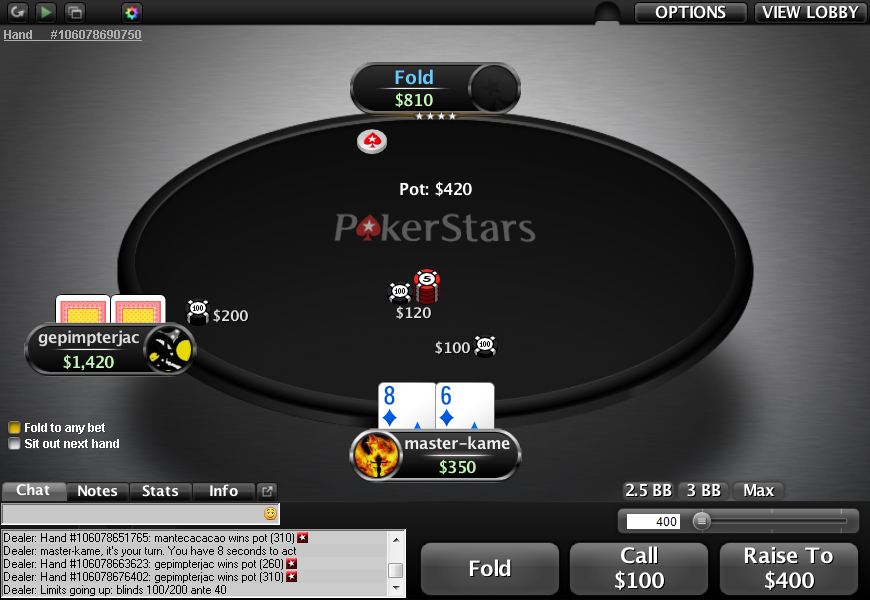 OPTIONS
VIEW LOBBY
Hand #106078690750
Fold
$810
Pot: $420
PokerStars
100
5
100
$200
$120
gepimpterjac
$1,420
$100
100
8
6
Fold to any bet
Sit out next hand
master-kame
$350
Chat
Notes
Stats
Info
2.5 BB
3 BB
Max
400
Dealer: Hand #106078651765: mantecacacao wins pot (310)
Dealer: master-kame, it's your turn. You have 8 seconds to act
Dealer: Hand #106078663623: gepimpterjac wins pot (260)
Dealer: Hand #106078676402: gepimpterjac wins pot (310)
Dealer: Limits going up: blinds 100/200 ante 40
Fold
Call
$100
Raise To
$400